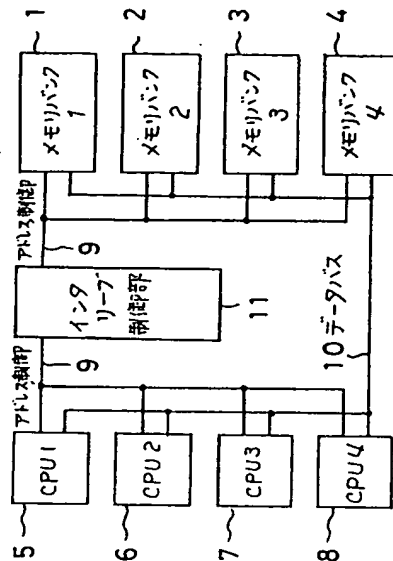 メモリバンク
1
1
メモリバンク
2
2
メモリバンク
3
3
メモリバンク
4
4
アドレス制御
9
インタ
リーブ
制御部
11
アドレス制御
9
10 データバス
CPU1
5
CPU2
6
CPU3
7
CPU4
8